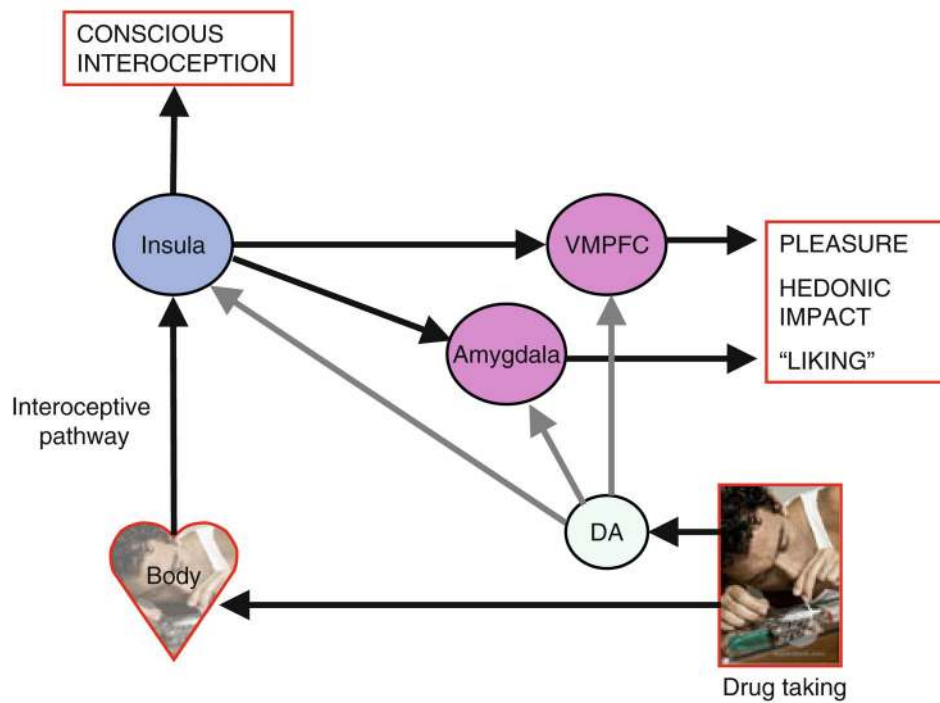 CONSCIOUS
INTEROCEPTION
Insula
VMPFC
PLEASURE
HEDONIC
IMPACT
“LIKING”
Amygdala
Interoceptive
pathway
DA
Body
Drug taking